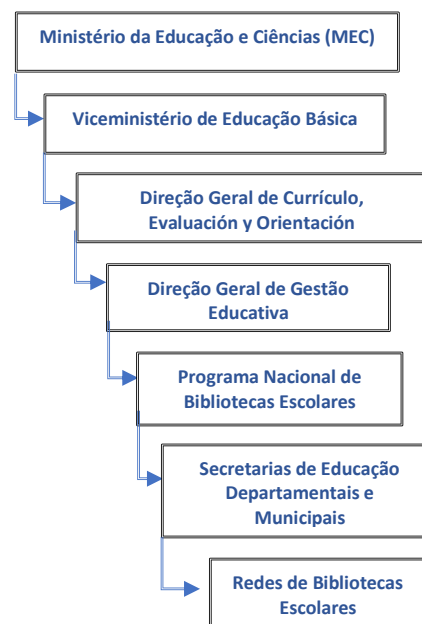 Ministério da Educação e Ciências (MEC)
Viceministério de Educação Básica
Direção Geral de Currículo,
Evaluación y Orientación
Direção Geral de Gestão
Educativa
Programa Nacional de
Bibliotecas Escolares
Secretarias de Educação
Departamentais e
Municipais
Redes de Bibliotecas
Escolares